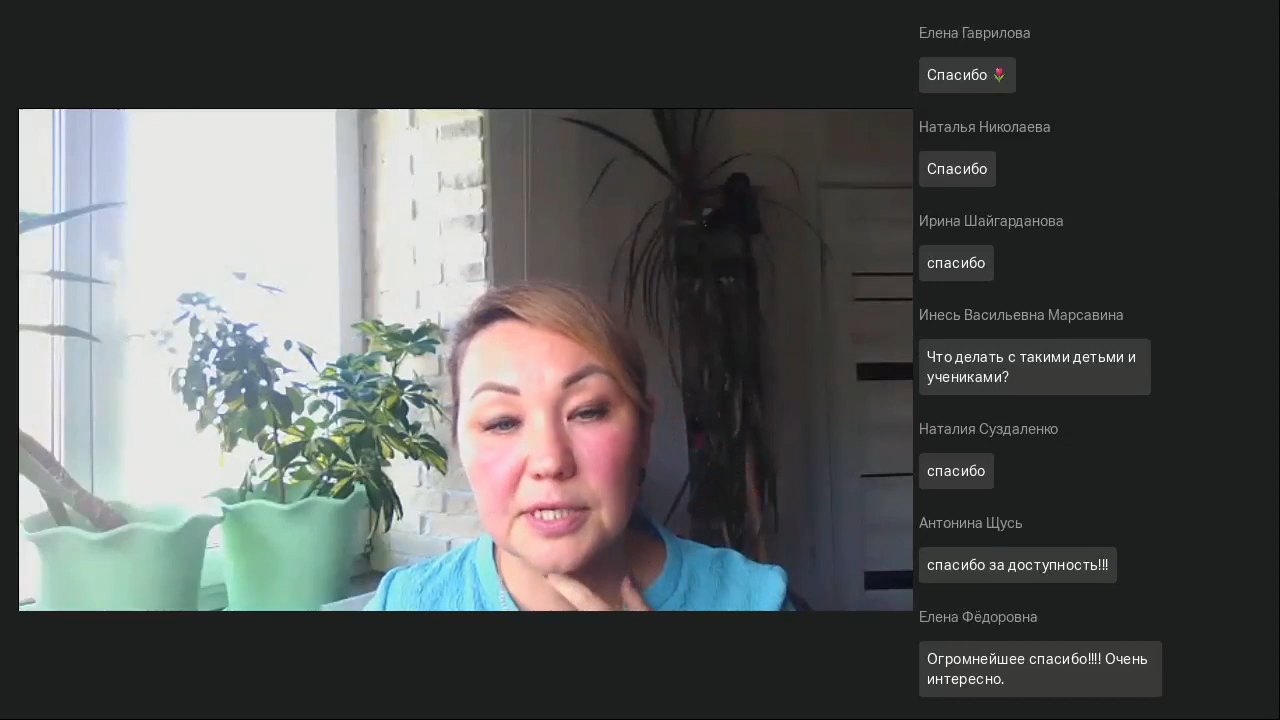 Елена Гаврилова
Спасибо 🌷
Наталья Николаева
Спасибо
Ирина Шайгарданова
спасибо
Инесь Васильевна Марсавина
Что делать с такими детьми и
учениками?
Наталия Суздаленко
спасибо
Антонина Щусь
спасибо за доступность!!!
Елена Фёдоровна
Огромнейшее спасибо!!!! Очень
интересно.